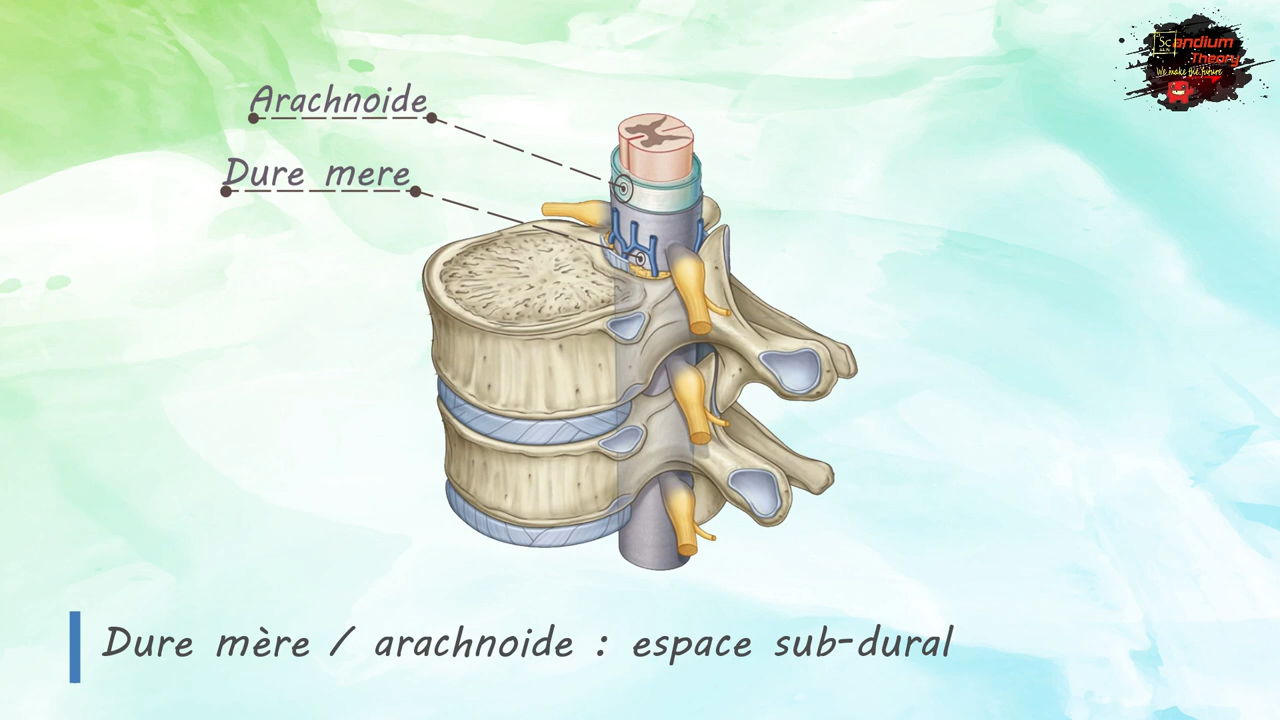 Scandium
Theory
We make the future
Arachnoide
Dure mere
Dure mère / arachnoide : espace sub-dural